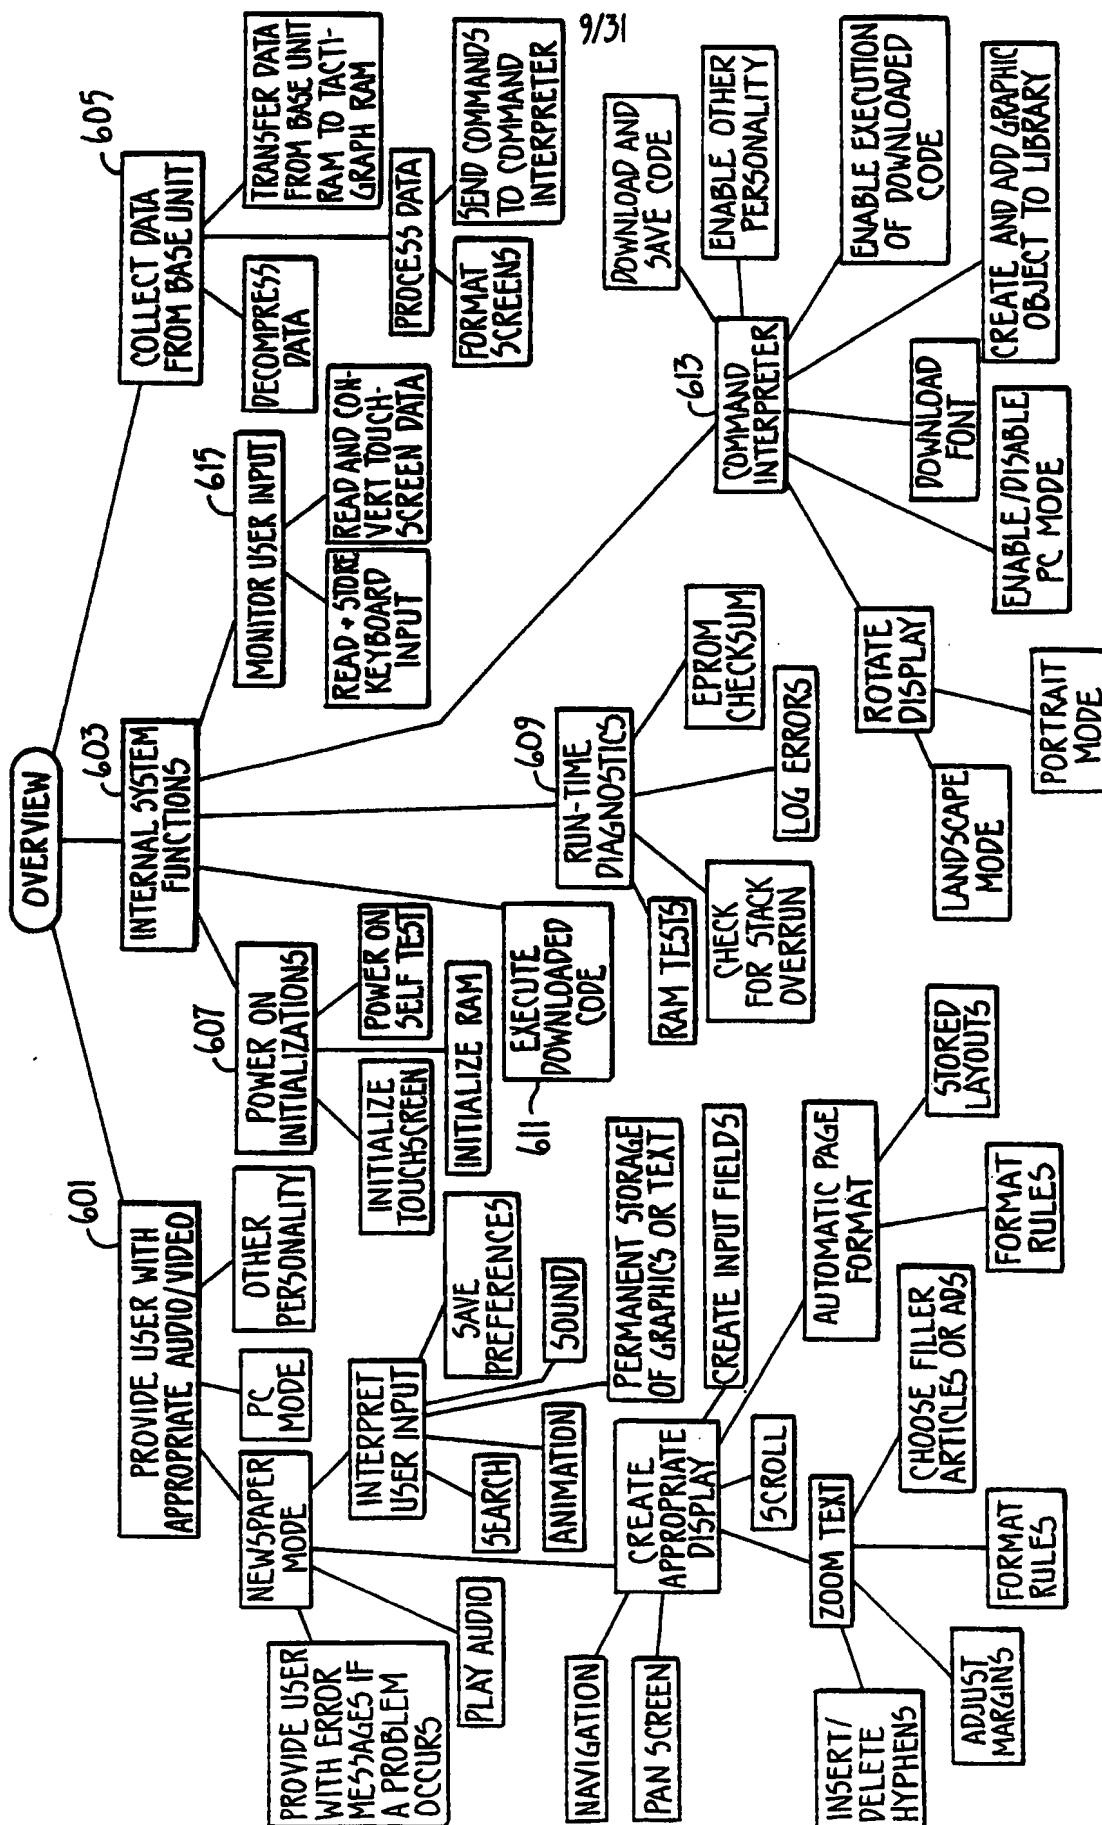 9/31
OVERVIEW
601
PROVIDE USER WITH
APPROPRIATE AUDIO/VIDEO
603
INTERNAL SYSTEM
FUNCTIONS
605
COLLECT DATA
FROM BASE UNIT
NEWSPAPER
MODE
PC
MODE
OTHER
PERSONALITY
607
POWER ON
INITIALIZATIONS
615
MONITOR USER INPUT
DECOMPRESS
DATA
TRANSFER DATA
FROM BASE UNIT
RAM TO TACTI-
GRAPH RAM
PROVIDE USER
WITH ERROR
MESSAGES IF
A PROBLEM
OCCURS
PLAY AUDIO
INTERPRET
USER INPUT
SAVE
PREFERENCES
INITIALIZE
TOUCHSCREEN
POWER ON
SELF TEST
INITIALIZE RAM
READ + STORE
KEYBOARD
INPUT
READ AND CON-
VERT TOUCH-
SCREEN DATA
PROCESS DATA
FORMAT
SCREENS
SEND COMMANDS
TO COMMAND
INTERPRETER
SEARCH
ANIMATION
SOUND
PERMANENT STORAGE
OF GRAPHICS OR TEXT
611
EXECUTE
DOWNLOADED
CODE
609
RUN-TIME
DIAGNOSTICS
RAM TESTS
CHECK
FOR STACK
OVERRUN
LOG ERRORS
EPROM
CHECKSUM
613
COMMAND
INTERPRETER
DOWNLOAD AND
SAVE CODE
ENABLE OTHER
PERSONALITY
ENABLE EXECUTION
OF DOWNLOADED
CODE
CREATE AND ADD GRAPHIC
OBJECT TO LIBRARY
DOWNLOAD
FONT
ENABLE/DISABLE
PC MODE
ROTATE
DISPLAY
LANDSCAPE
MODE
PORTRAIT
MODE
NAVIGATION
PAN SCREEN
CREATE
APPROPRIATE
DISPLAY
CREATE INPUT FIELDS
SCROLL
ZOOM TEXT
AUTOMATIC PAGE
FORMAT
INSERT/
DELETE
HYPHENS
ADJUST
MARGINS
FORMAT
RULES
CHOOSE FILLER
ARTICLES OR ADS
FORMAT
RULES
STORED
LAYOUTS